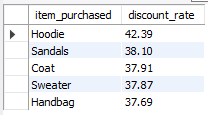 item_purchased discount_rate
Hoodie 42.39
Sandals 38.10
Coat 37.91
Sweater 37.87
Handbag 37.69